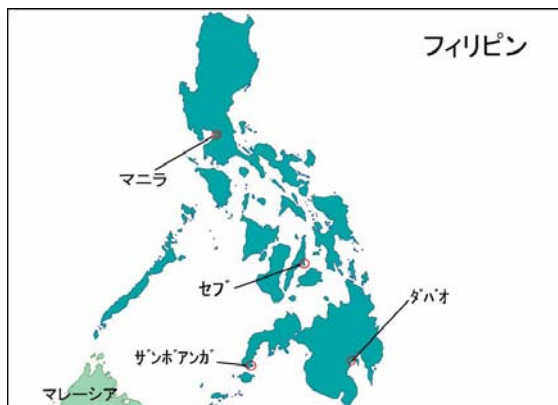 フィリピン
マニラ
セブ
ダバオ
ザンボアンガ
マレーシア